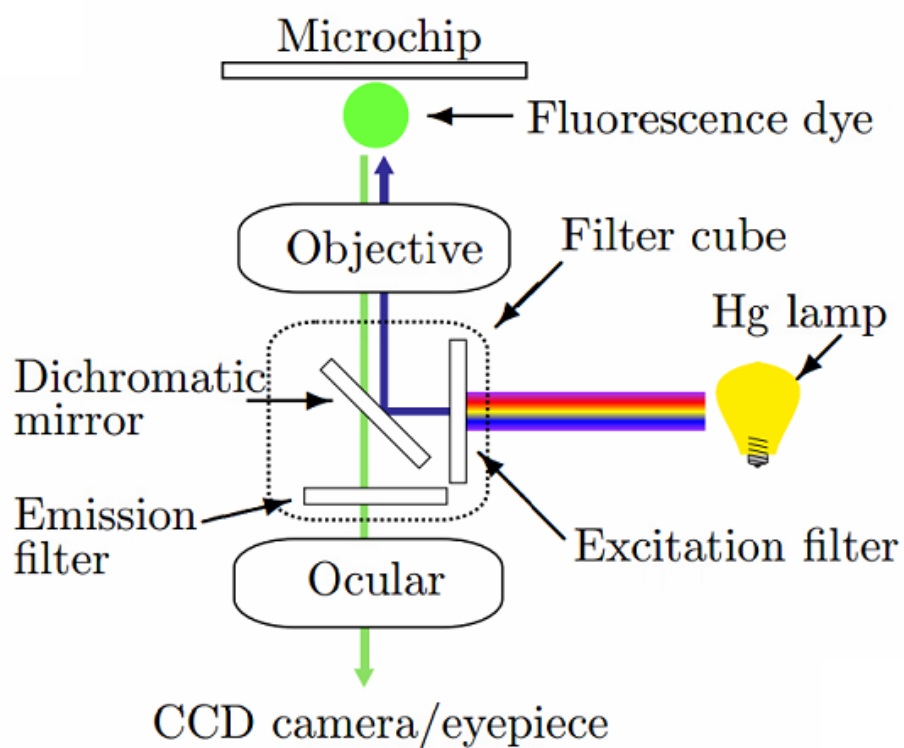 Microchip
Fluorescence dye
Objective
Filter cube
Hg lamp
Dichromatic
mirror
Emission
filter
Excitation filter
Ocular
CCD camera/eyepiece